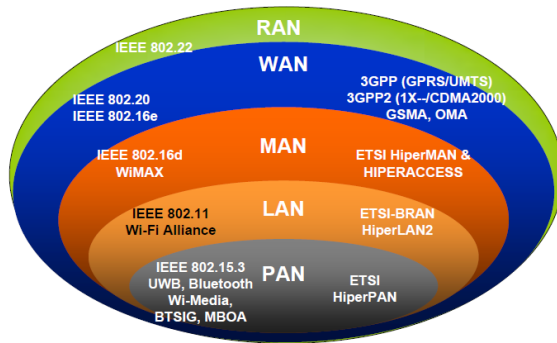 RAN
IEEE 802.22
WAN
IEEE 802.20
IEEE 802.16e
3GPP (GPRS/UMTS)
3GPP2 (1X--/CDMA2000)
GSMA, OMA
MAN
IEEE 802.16d
WiMAX
ETSI HiperMAN &
HIPERACCESS
LAN
IEEE 802.11
Wi-Fi Alliance
ETSI-BRAN
HiperLAN2
PAN
IEEE 802.15.3
UWB, Bluetooth
Wi-Media,
BTSIG, MBOA
ETSI
HiperPAN